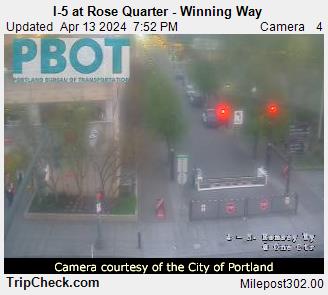 I-5 at Rose Quarter - Winning Way
Updated Apr 13 2024 7:52 PM Camera 4
PBOT
PORTLAND BUREAU OF TRANSPORTATION
Camera courtesy of the City of Portland
TripCheck.com Milepost302.00